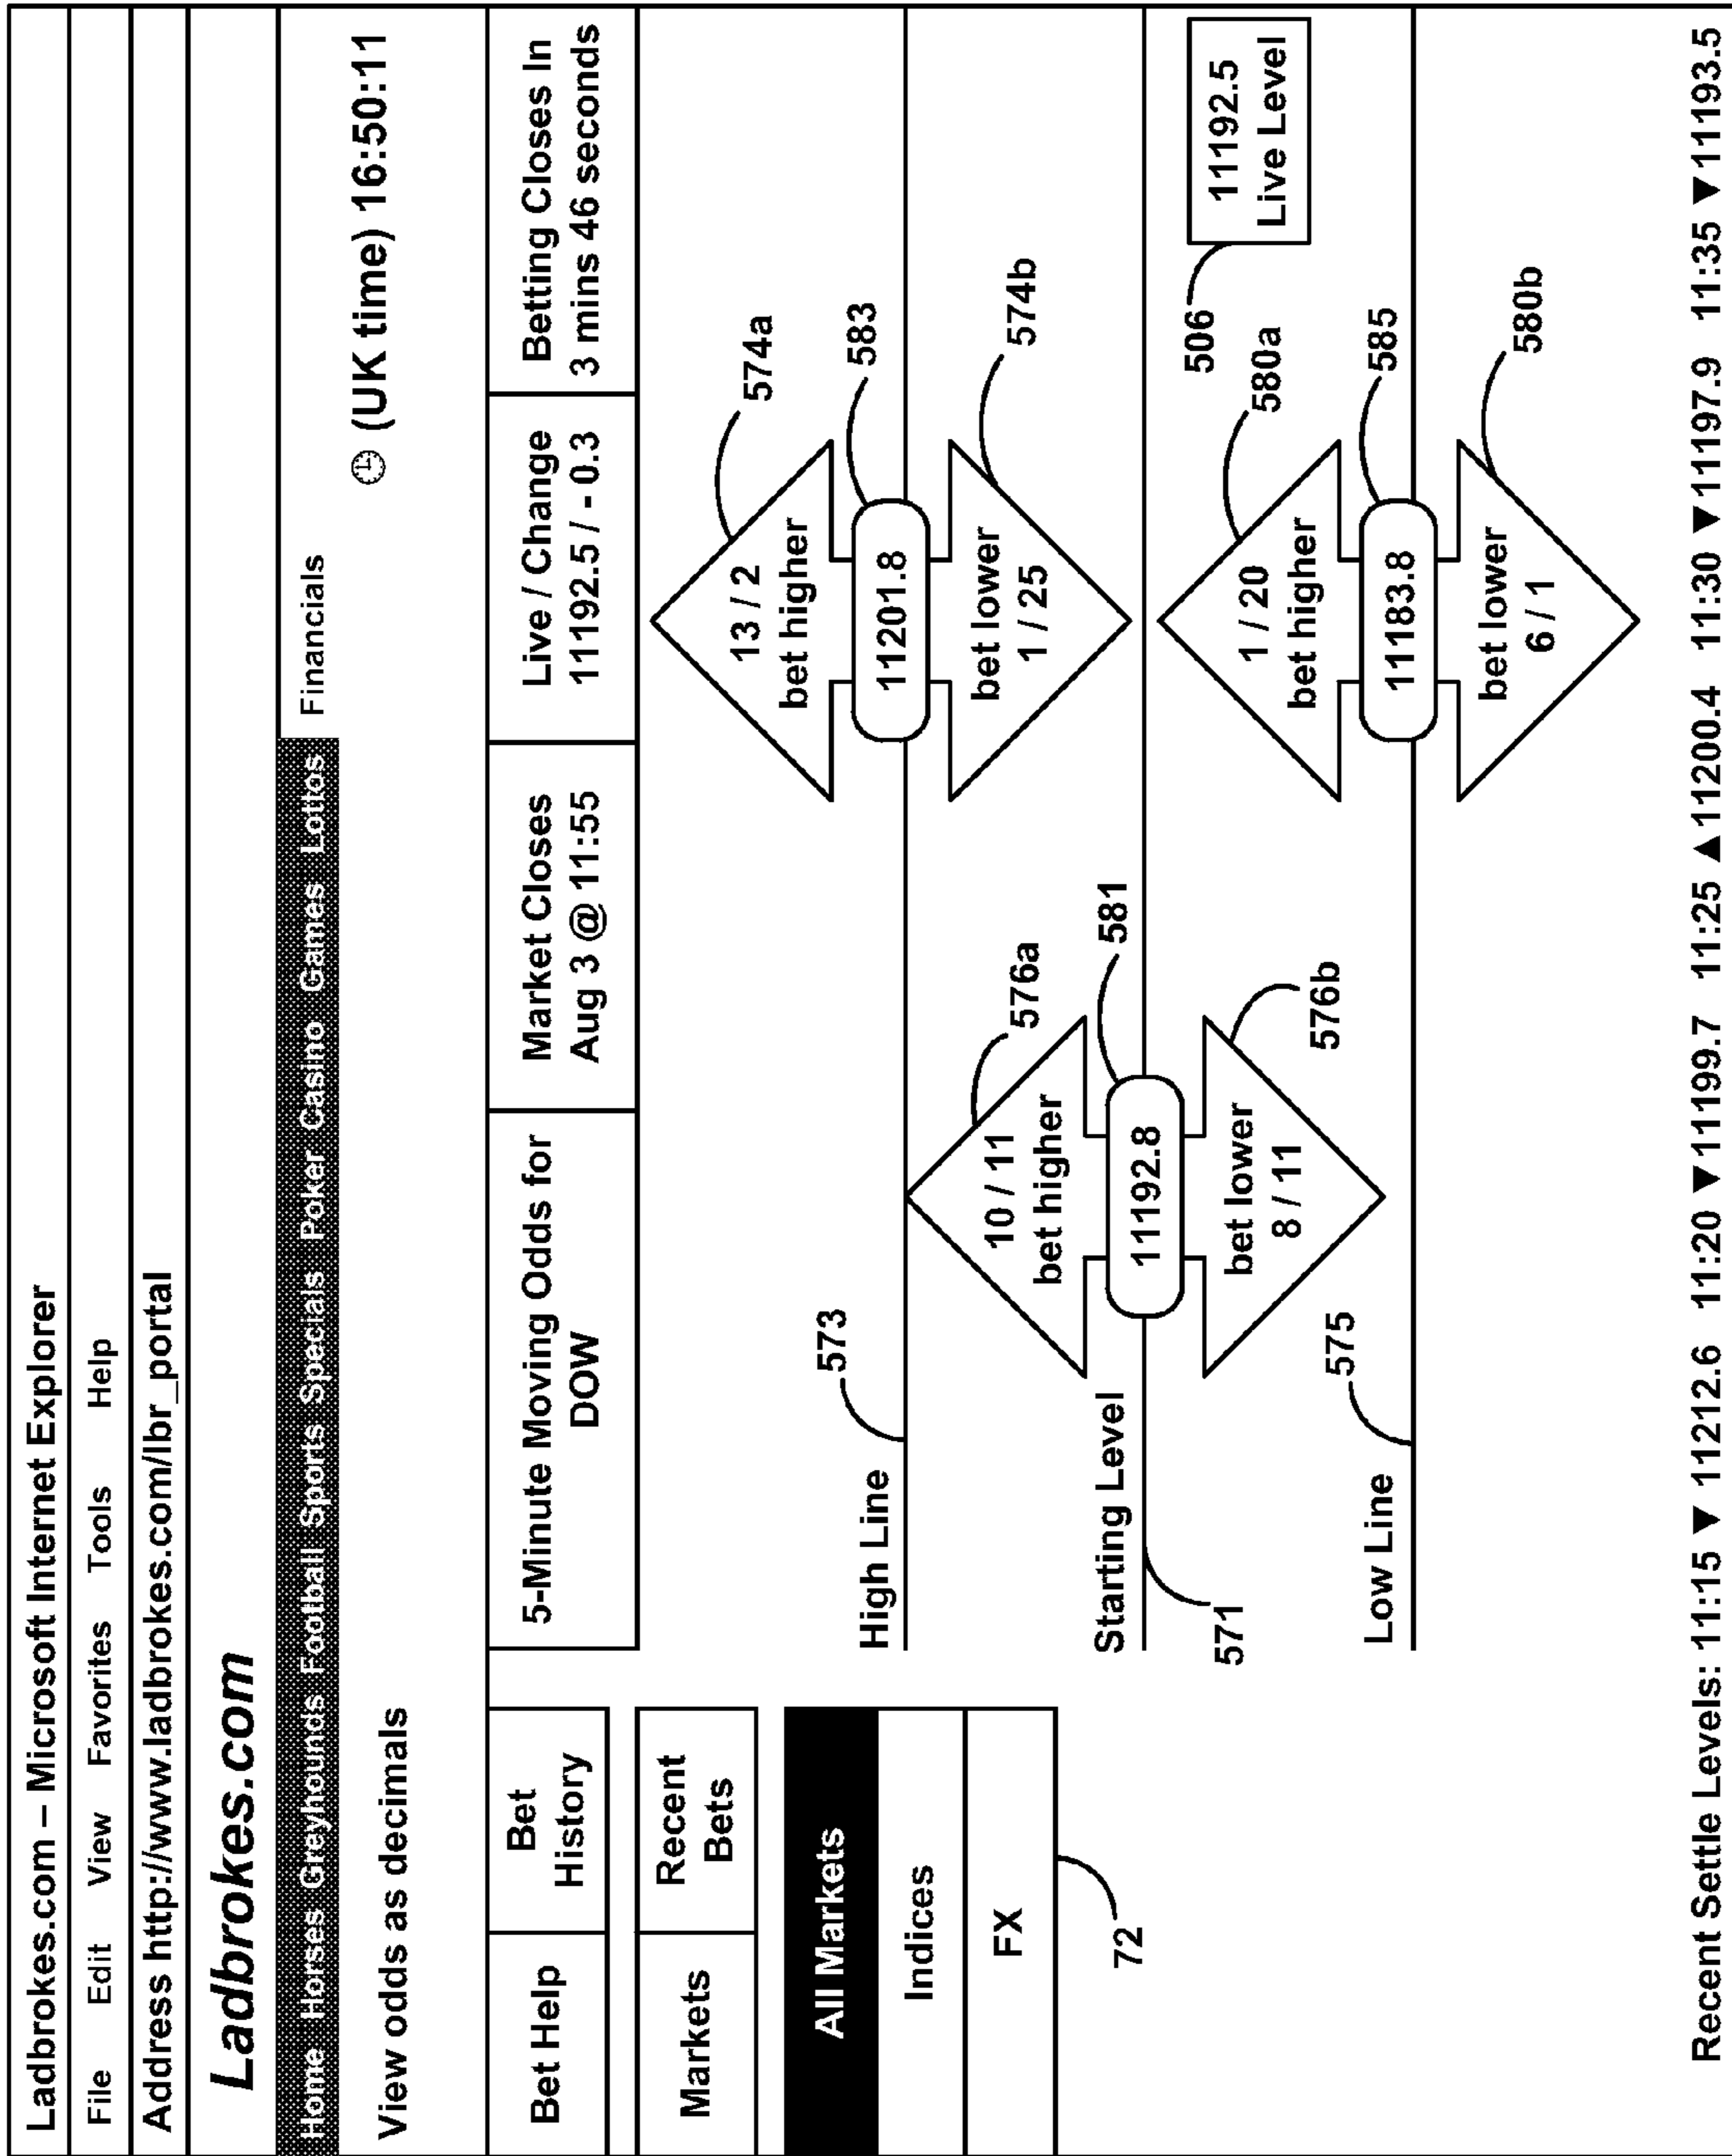 Ladbrokes.com – Microsoft Internet Explorer
File Edit View Favorites Tools Help
Address http://www.ladbrokes.com/lbr_portal
Ladbrokes.com
Home Horses Greyhounds Football Sports Specials Poker Casino Games Lottos Financials
View odds as decimals
(UK time) 16:50:11
Bet Help
Bet
History
Markets
Recent
Bets
All Markets
Indices
FX
72
5-Minute Moving Odds for
DOW
Market Closes
Aug 3 @ 11:55
Live / Change
11192.5 / - 0.3
Betting Closes In
3 mins 46 seconds
High Line
573
13 / 2
bet higher
574a
11201.8
583
bet lower
1 / 25
574b
Starting Level
571
10 / 11
bet higher
576a
11192.8
581
bet lower
8 / 11
576b
506
11192.5
Live Level
Low Line
575
1 / 20
bet higher
580a
11183.8
585
bet lower
6 / 1
580b
Recent Settle Levels: 11:15 ▼ 11212.6 11:20 ▼11199.7 11:25 ▲11200.4 11:30 ▼11197.9 11:35 ▼11193.5